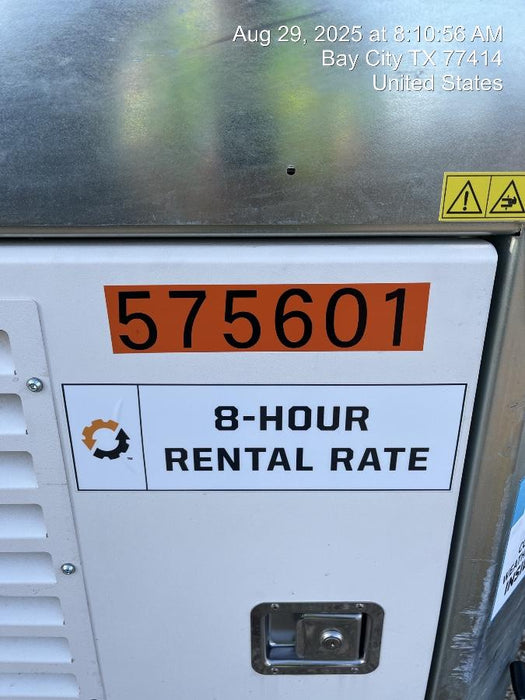 Aug 29, 2025 at 8:10:56 AM
Bay City TX 77414
United States
575601
8-HOUR
RENTAL RATE
TM